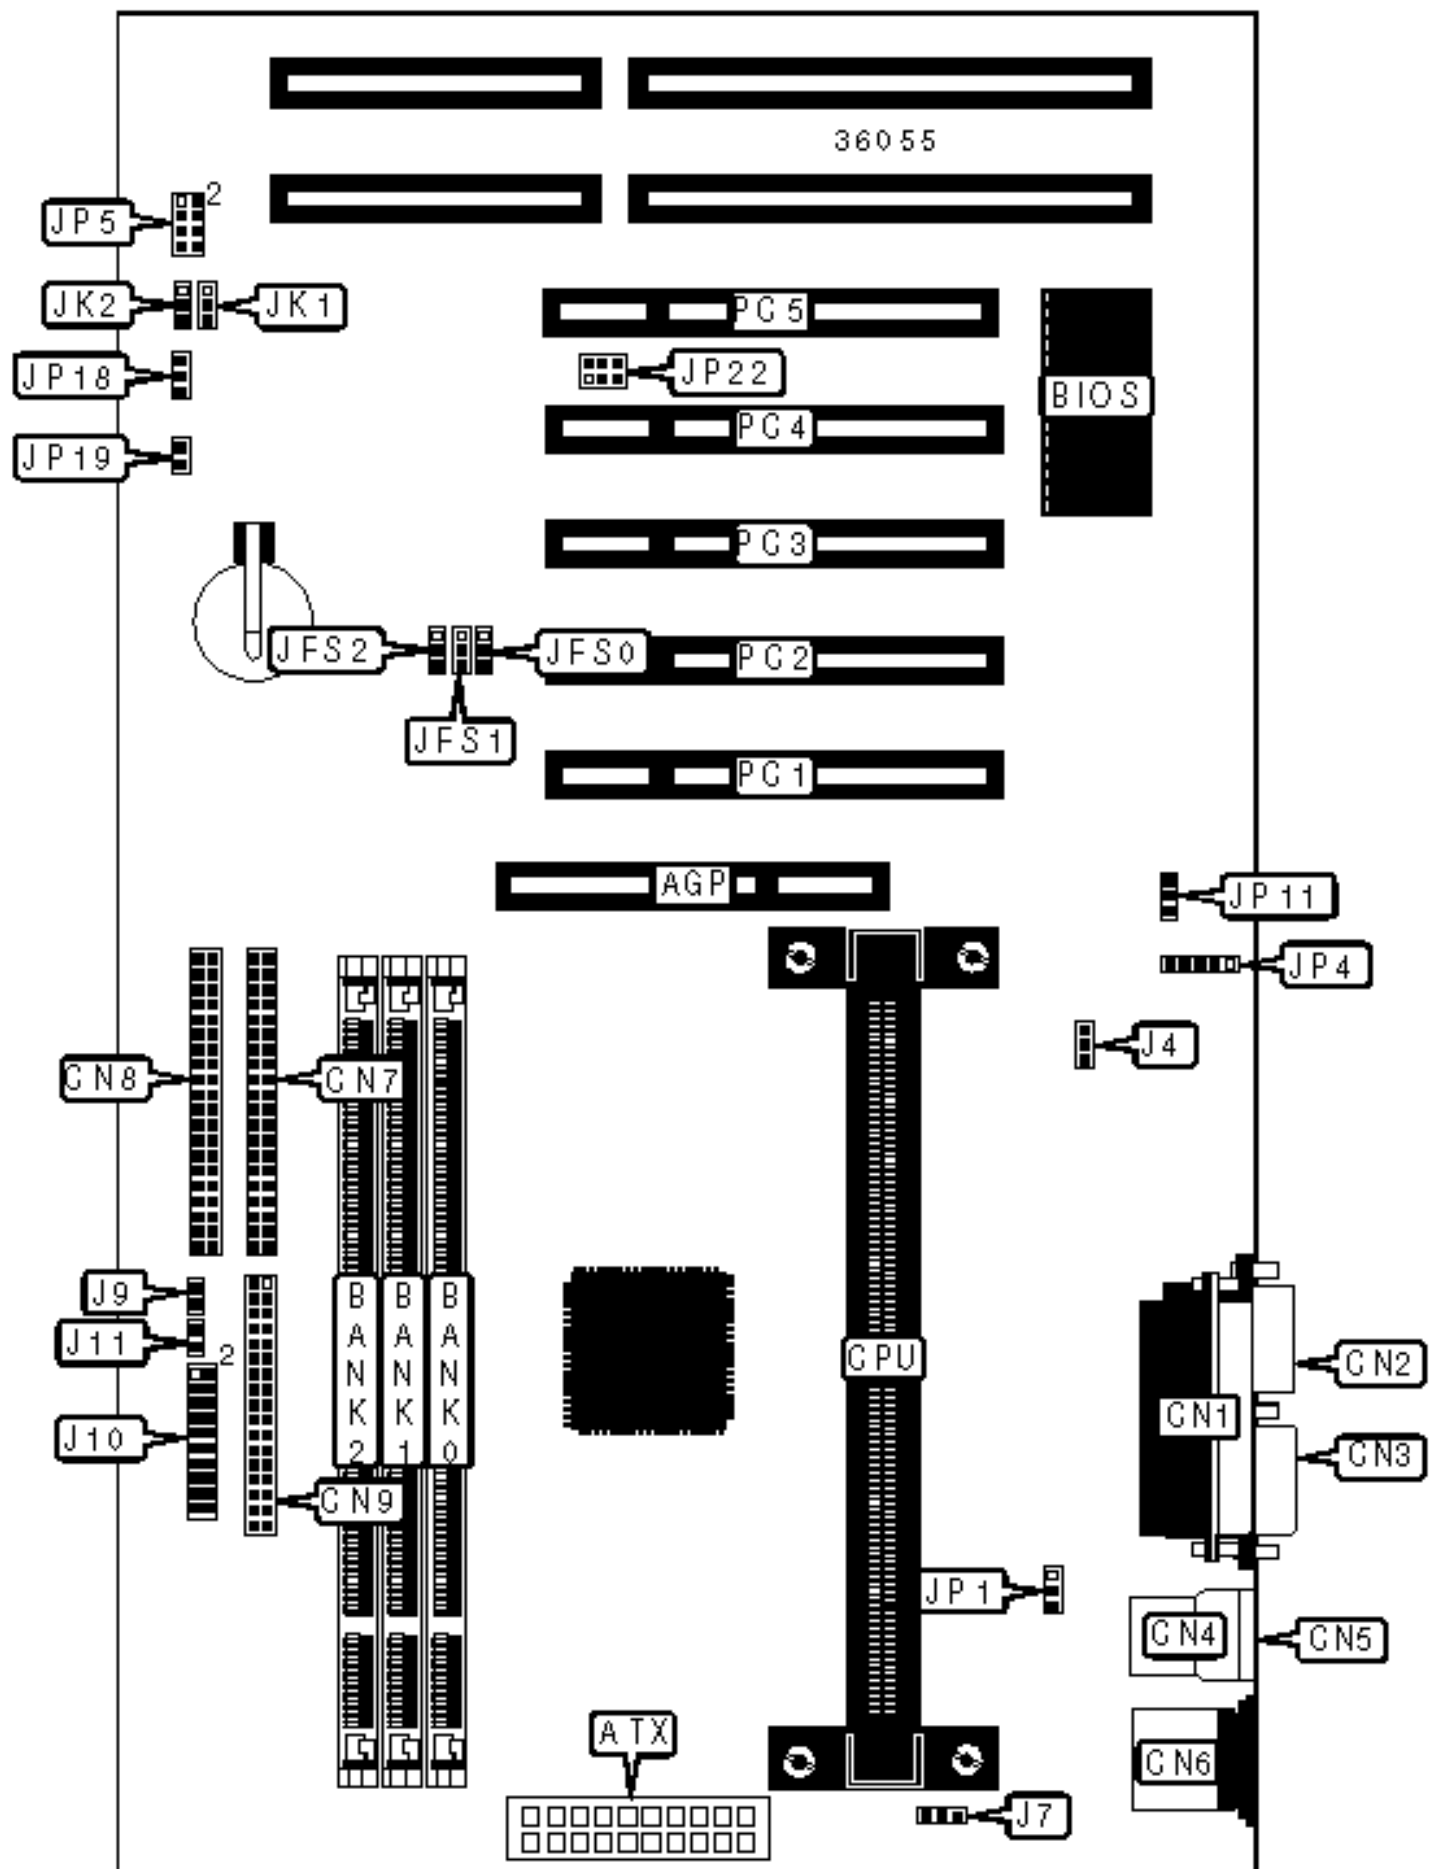 36055
2
JP5
JK2
JK1
PC5
JP18
JP22
BIOS
PC4
JP19
PC3
JFS2
JFS0
PC2
JFS1
PC1
AGP
JP11
JP4
J4
CN8
CN7
J9
J11
2
BANK2
BANK1
BANK0
CPU
CN2
CN1
J10
CN3
CN9
JP1
CN4
CN5
ATX
CN6
J7